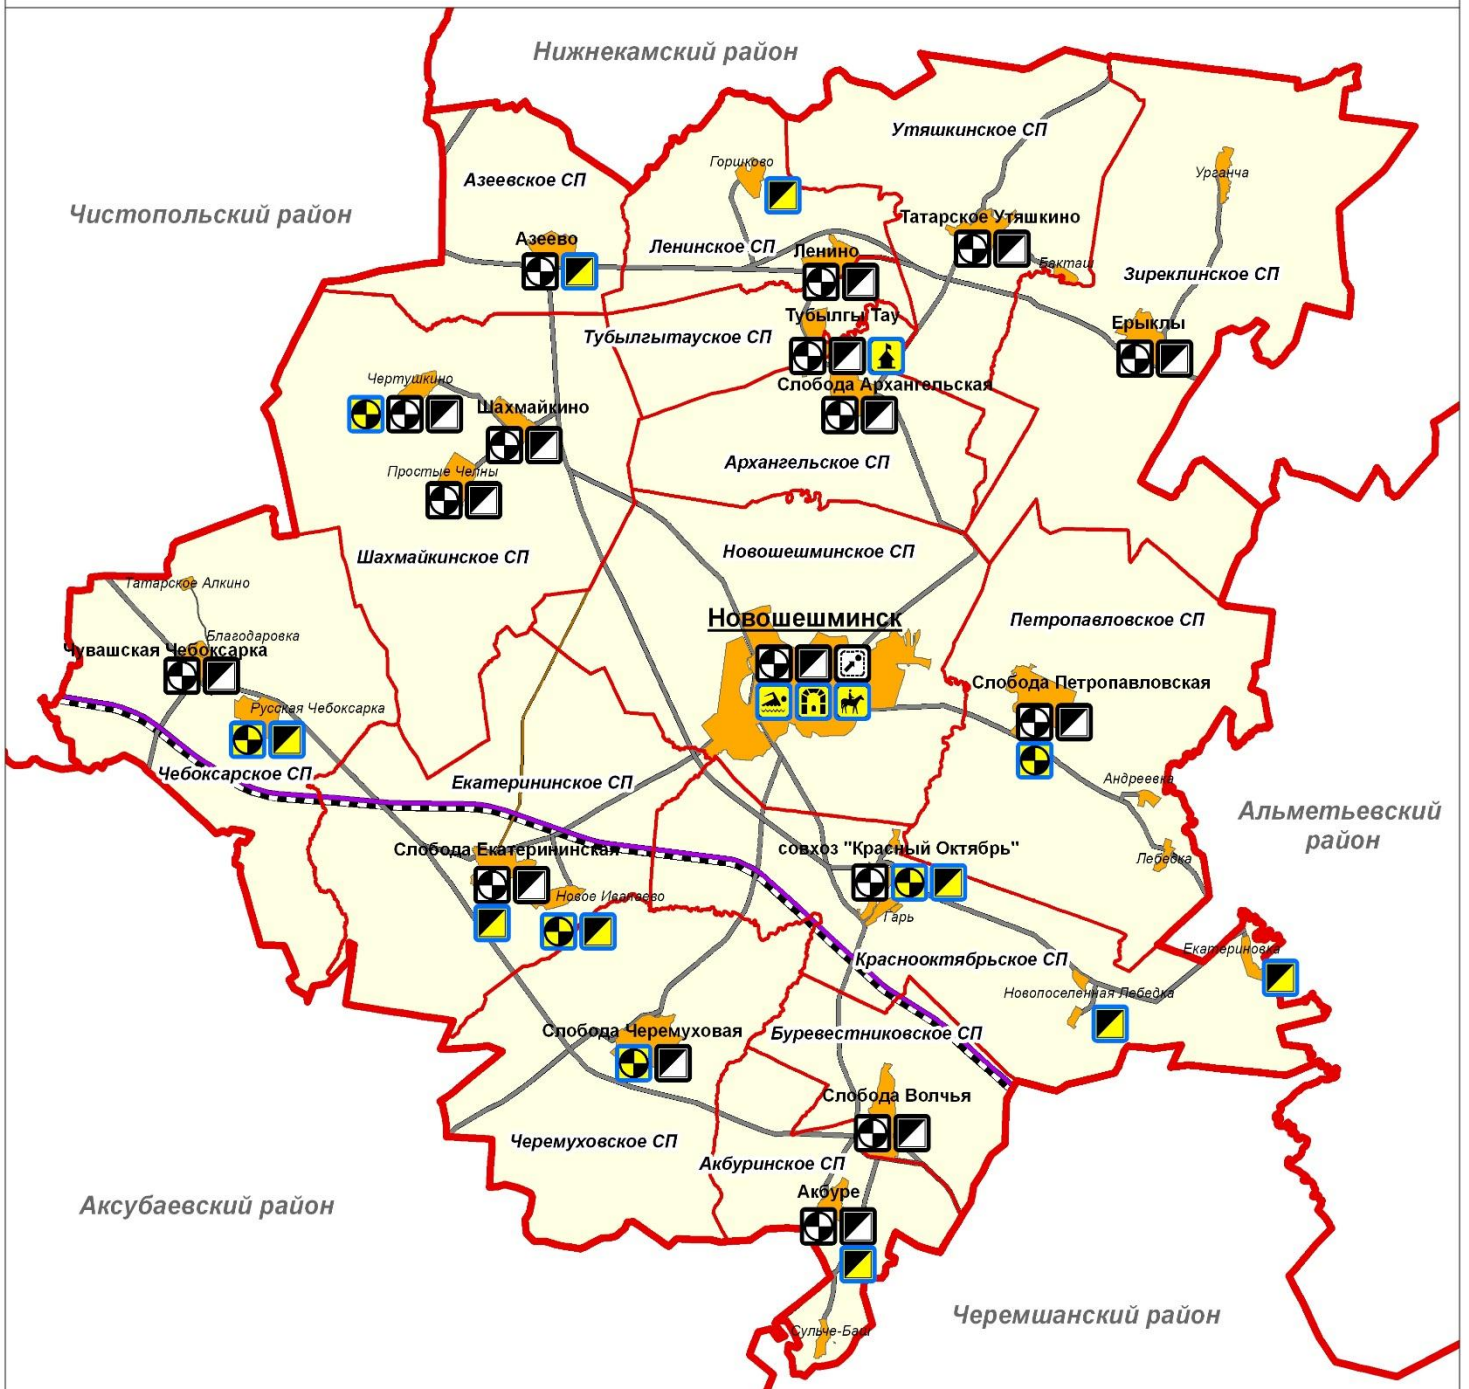 Нижнекамский район
Утяшкинское СП
Горшково
Азеевское СП
Урганча
Чистопольский район
Татарское Утяшкино
Азеево
Ленинское СП
Ленино
Бакташ
Зиреклинское СП
Тубылгы Тау
Ерыклы
Тубылгытауское СП
Чертушкино
Слобода Архангельская
Шахмайкино
Архангельское СП
Простые Челны
Шахмайкинское СП
Новошешминское СП
Татарское Алкино
Новошешминск
Петропавловское СП
Благодаровка
Чувашская Чебоксарка
Слобода Петропавловская
Русская Чебоксарка
Чебоксарское СП
Екатерининское СП
Андреевка
Альметьевский
район
Слобода Екатерининская
совхоз "Красный Октябрь"
Лебедка
Новое Иванаево
Гарь
Екатериновка
Краснооктябрьское СП
Новопоселенная Лебедка
Слобода Черемуховая
Буревестниковское СП
Слобода Волчья
Черемуховское СП
Акбуринское СП
Акбуре
Аксубаевский район
Черемшанский район
Сульче-Баш